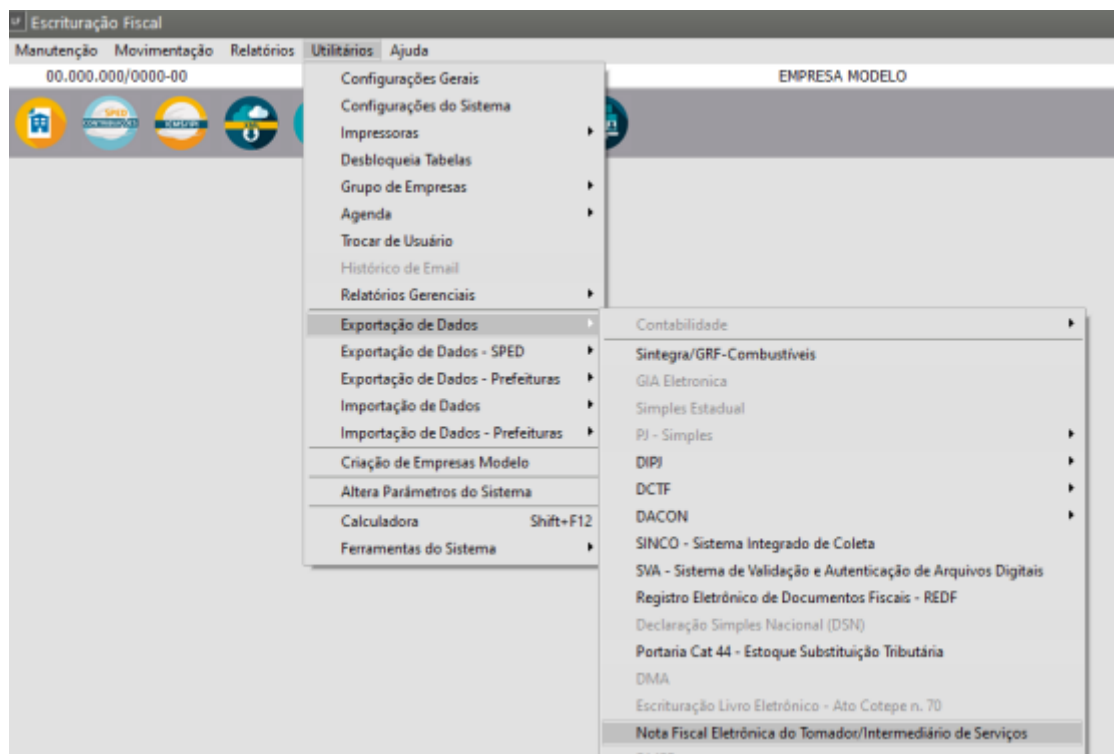 Escrituração Fiscal
Manutenção Movimentação Relatórios Utilitários Ajuda
00.000.000/0000-00
EMPRESA MODELO
SPED
CONTRIBUIÇÕES
ICMS/IPI
XML
Configurações Gerais
Configurações do Sistema
Impressoras
Desbloqueia Tabelas
Grupo de Empresas
Agenda
Trocar de Usuário
Histórico de Email
Relatórios Gerenciais
Exportação de Dados
Exportação de Dados - SPED
Exportação de Dados - Prefeituras
Importação de Dados
Importação de Dados - Prefeituras
Criação de Empresas Modelo
Altera Parâmetros do Sistema
Calculadora Shift+F12
Ferramentas do Sistema
Contabilidade
Sintegra/GRF-Combustíveis
GIA Eletronica
Simples Estadual
PJ - Simples
DIPJ
DCTF
DACON
SINCO - Sistema Integrado de Coleta
SVA - Sistema de Validação e Autenticação de Arquivos Digitais
Registro Eletrônico de Documentos Fiscais - REDF
Declaração Simples Nacional (DSN)
Portaria Cat 44 - Estoque Substituição Tributária
DMA
Escrituração Livro Eletrônico - Ato Cotepe n. 70
Nota Fiscal Eletrônica do Tomador/Intermediário de Serviços